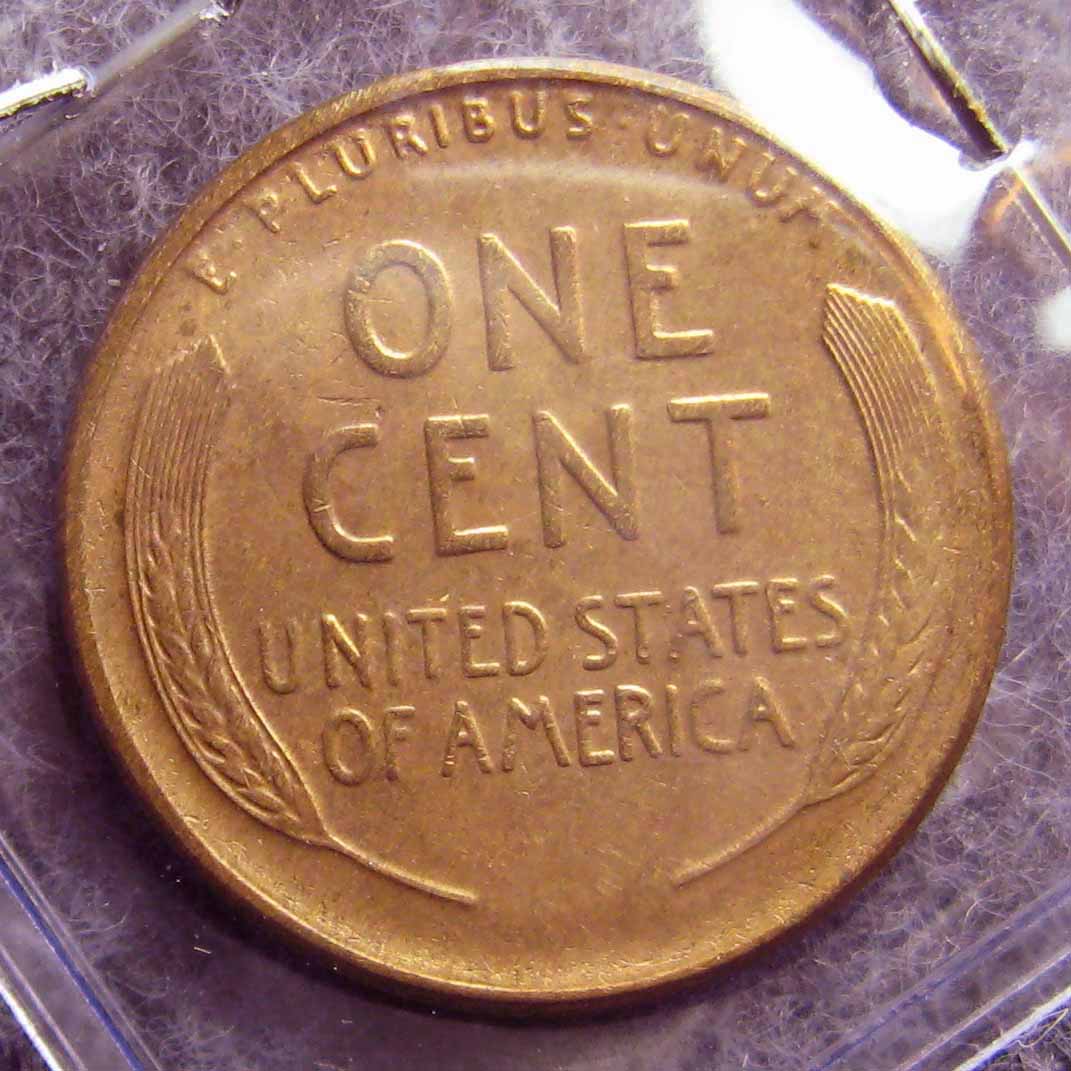 E · PLURIBUS · UNUM
ONE
CENT
UNITED STATES
OF AMERICA